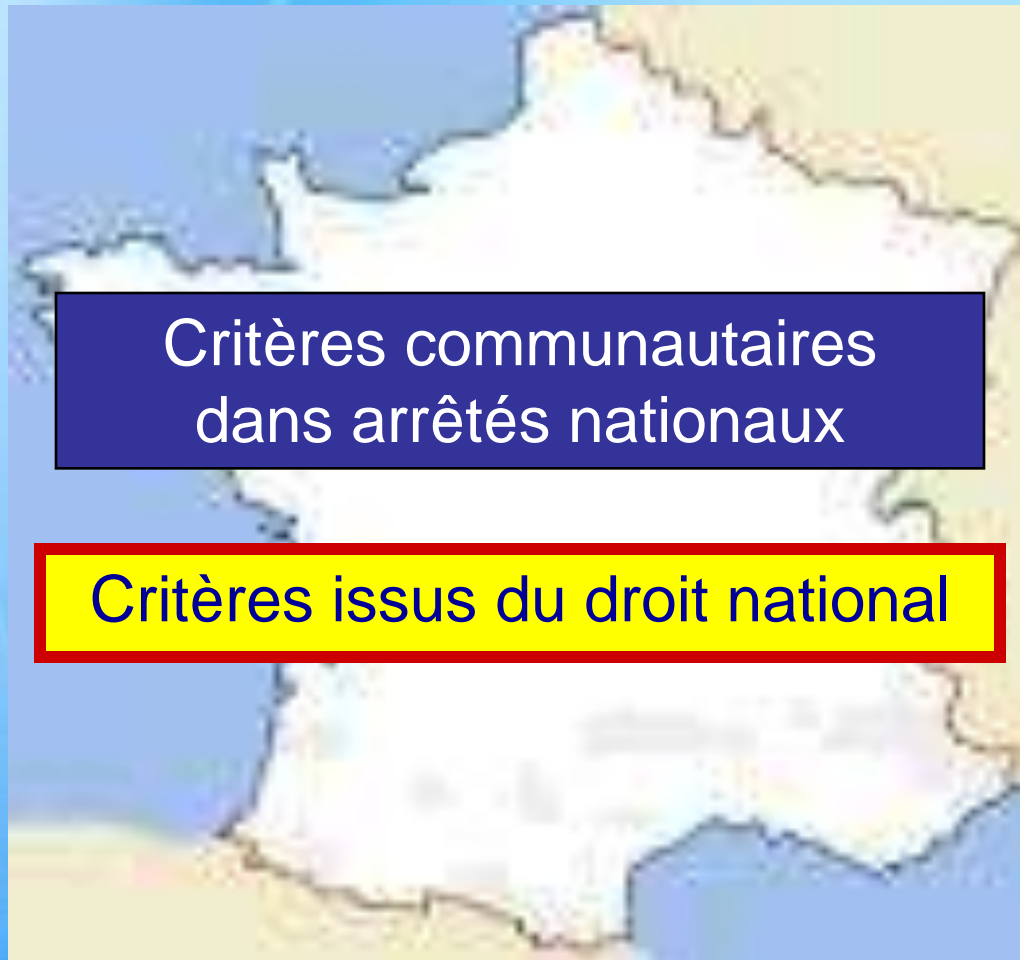 Critères communautaires
dans arrêtés nationaux
Critères issus du droit national